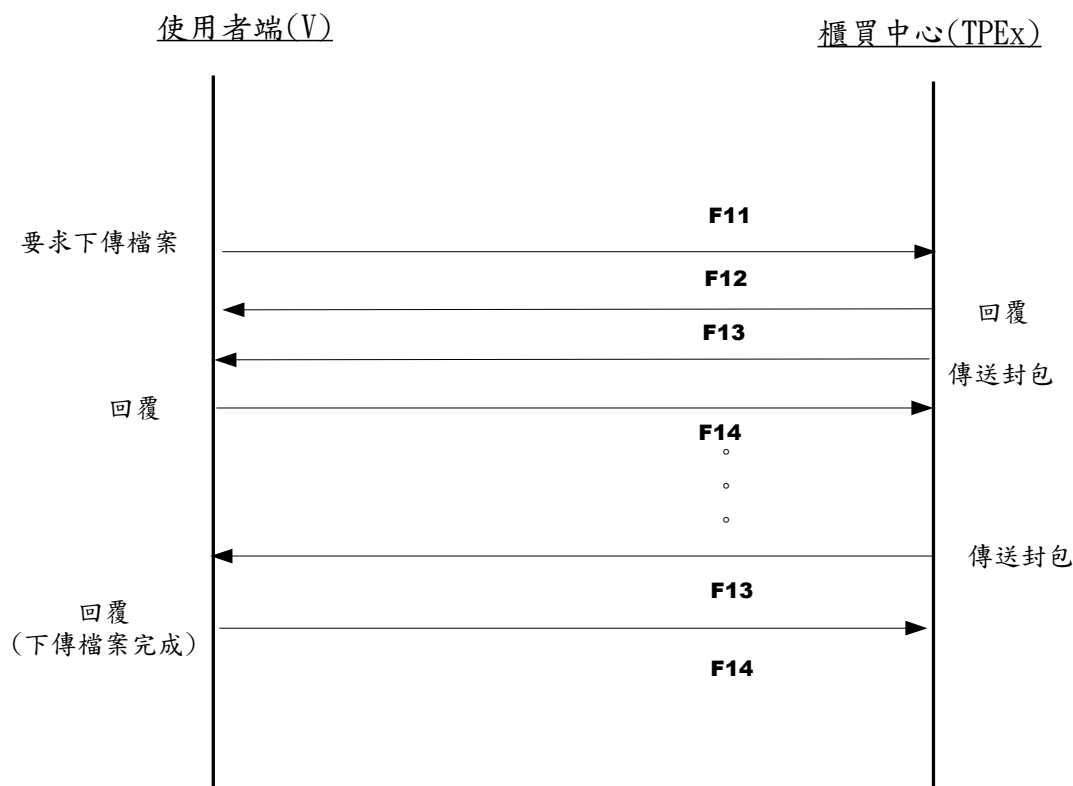 使用者端(V)
櫃買中心(TPEx)
F11
要求下傳檔案
F12
回覆
F13
傳送封包
回覆
F14
。
。
。
傳送封包
F13
回覆
(下傳檔案完成)
F14